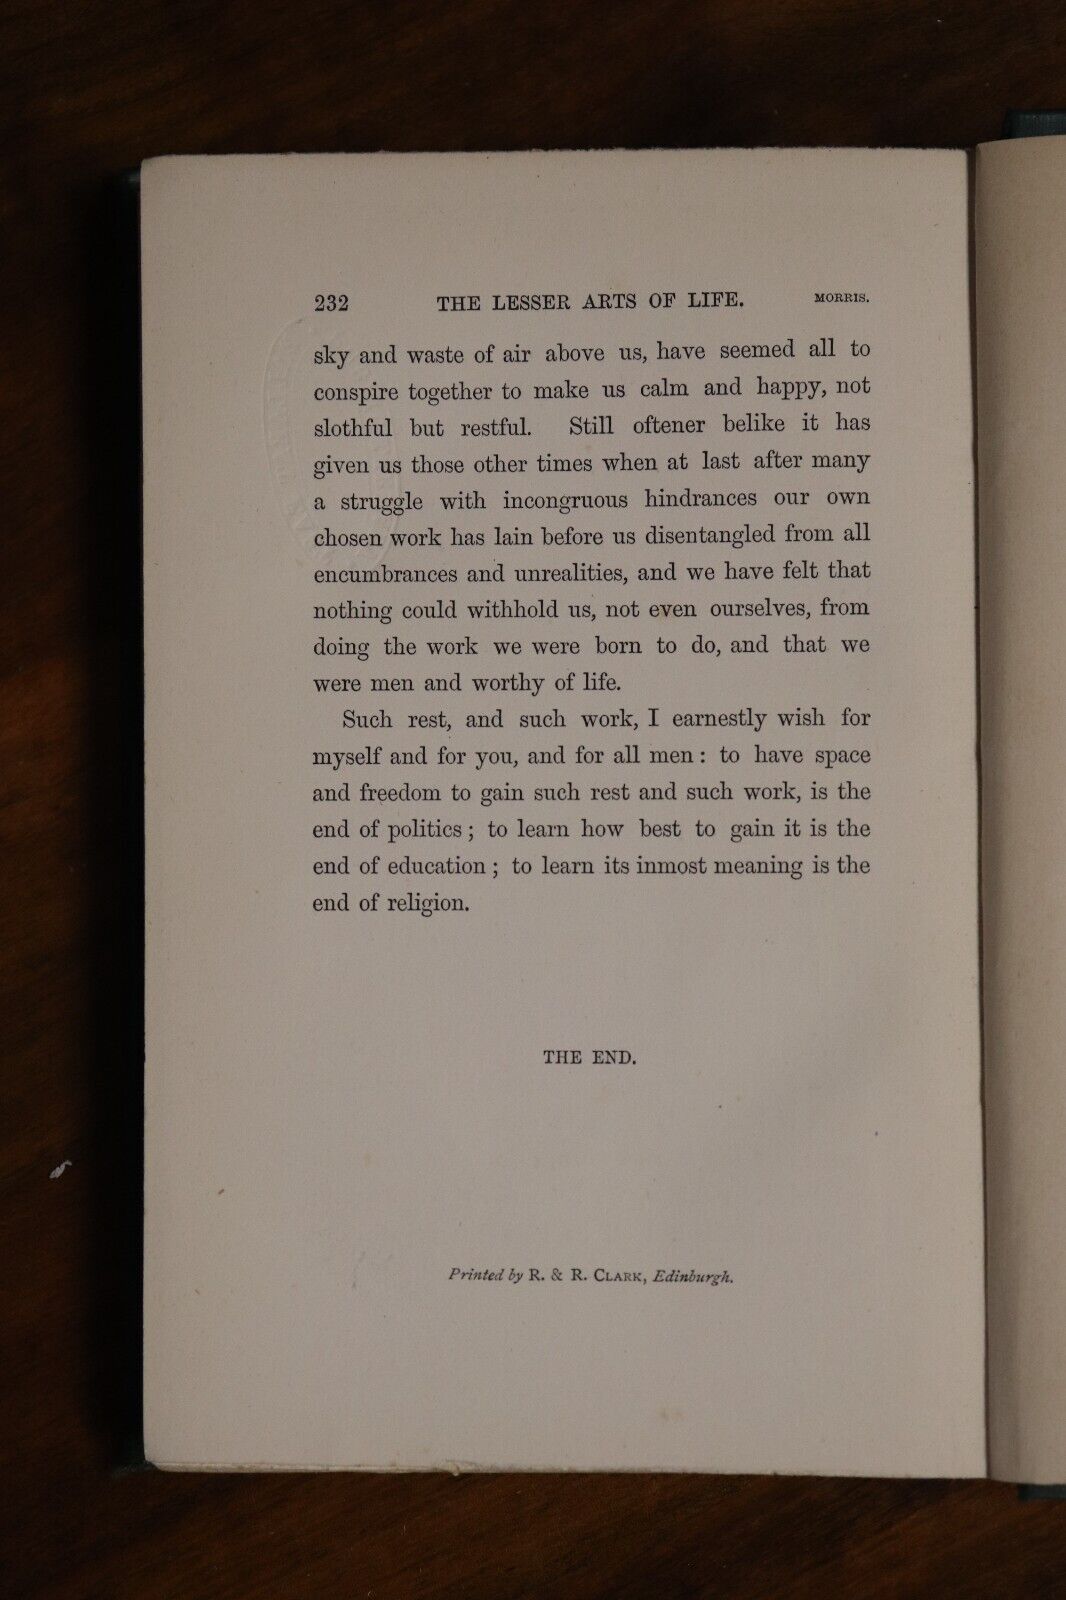 232 THE LESSER ARTS OF LIFE. MORRIS.
sky and waste of air above us, have seemed all to
conspire together to make us calm and happy, not
slothful but restful. Still oftener belike it has
given us those other times when at last after many
a struggle with incongruous hindrances our own
chosen work has lain before us disentangled from all
encumbrances and unrealities, and we have felt that
nothing could withhold us, not even ourselves, from
doing the work we were born to do, and that we
were men and worthy of life.
Such rest, and such work, I earnestly wish for
myself and for you, and for all men: to have space
and freedom to gain such rest and such work, is the
end of politics; to learn how best to gain it is the
end of education; to learn its inmost meaning is the
end of religion.
THE END.
Printed by R. & R. CLARK, Edinburgh.